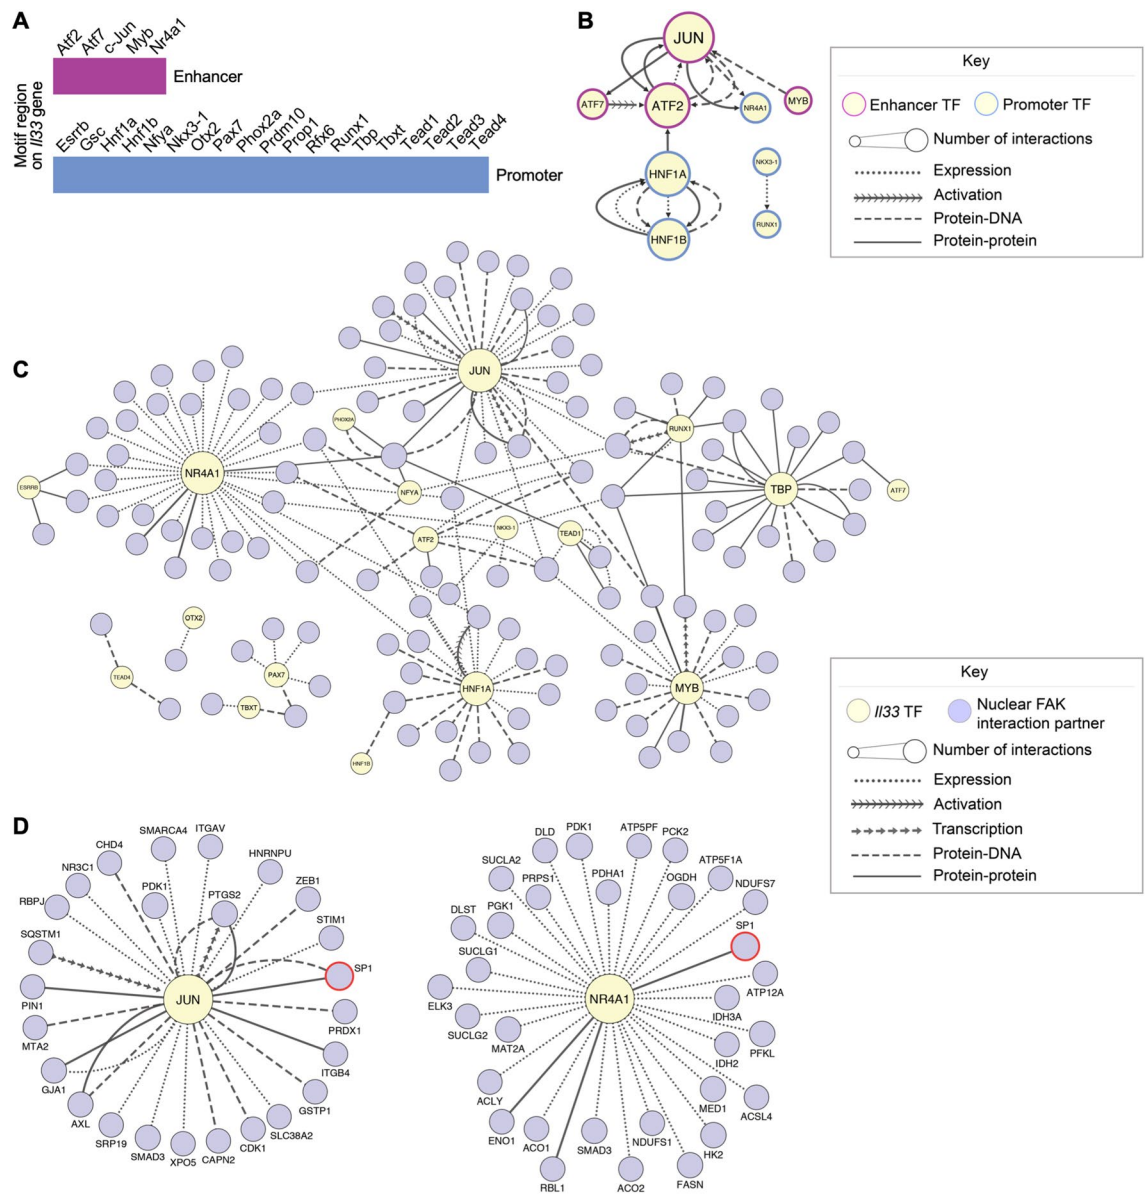 A
Motif region
on Il33 gene
Atf2
Atf7
c-Jun
Myb
Nr4a1
Enhancer
Esrrb
Gsc
Hnf1a
Hnf1b
Nfya
Nkx3-1
Otx2
Pax7
Phox2a
Prdm10
Prop1
Rfx6
Runx1
Tbp
Tbxt
Tead1
Tead2
Tead3
Tead4
Promoter
B
JUN
ATF7
ATF2
NR4A1
MYB
HNF1A
NKX3-1
HNF1B
RUNX1
Key
Enhancer TF
Promoter TF
Number of interactions
Expression
Activation
Protein-DNA
Protein-protein
C
JUN
PHOX2A
RUNX1
NR4A1
ESRRB
NFYA
TBP
ATF7
NKX3-1
ATF2
TEAD1
OTX2
TEAD4
PAX7
TBXT
HNF1A
MYB
HNF1B
Key
Il33 TF
Nuclear FAK
interaction partner
Number of interactions
Expression
Activation
Transcription
Protein-DNA
Protein-protein
D
SMARCA4
ITGAV
CHD4
HNRNPU
NR3C1
PDK1
PTGS2
ZEB1
RBPJ
STIM1
SQSTM1
SP1
PIN1
JUN
MTA2
PRDX1
GJA1
ITGB4
AXL
GSTP1
SRP19
SLC38A2
SMAD3
XPO5
CAPN2
CDK1
DLD
PDK1
ATP5PF
PCK2
SUCLA2
PRPS1
PDHA1
OGDH
ATP5F1A
NDUFS7
DLST
PGK1
SP1
SUCLG1
ATP12A
ELK3
NR4A1
IDH3A
SUCLG2
MAT2A
PFKL
IDH2
ACLY
MED1
ACSL4
ENO1
ACO1
SMAD3
NDUFS1
HK2
RBL1
ACO2
FASN